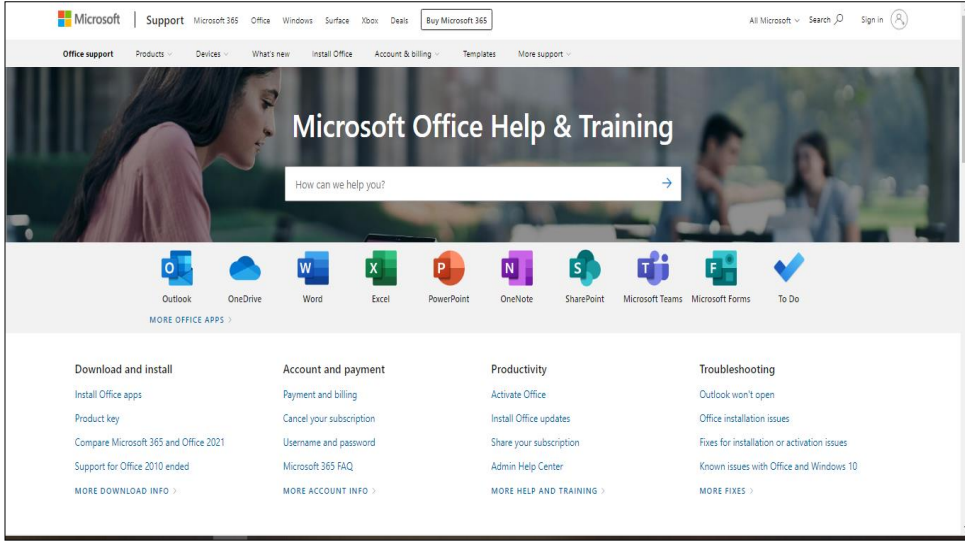 Microsoft Support Microsoft 365 Office Windows Surface Xbox Deals Buy Microsoft 365 All Microsoft Search Sign in
Office support Products Devices What's new Install Office Account & billing Templates More support
Microsoft Office Help & Training
How can we help you?
Outlook OneDrive Word Excel PowerPoint OneNote SharePoint Microsoft Teams Microsoft Forms To Do
MORE OFFICE APPS >
Download and install
Install Office apps
Product key
Compare Microsoft 365 and Office 2021
Support for Office 2010 ended
MORE DOWNLOAD INFO >
Account and payment
Payment and billing
Cancel your subscription
Username and password
Microsoft 365 FAQ
MORE ACCOUNT INFO >
Productivity
Activate Office
Install Office updates
Share your subscription
Admin Help Center
MORE HELP AND TRAINING >
Troubleshooting
Outlook won't open
Office installation issues
Fixes for installation or activation issues
Known issues with Office and Windows 10
MORE FIXES >